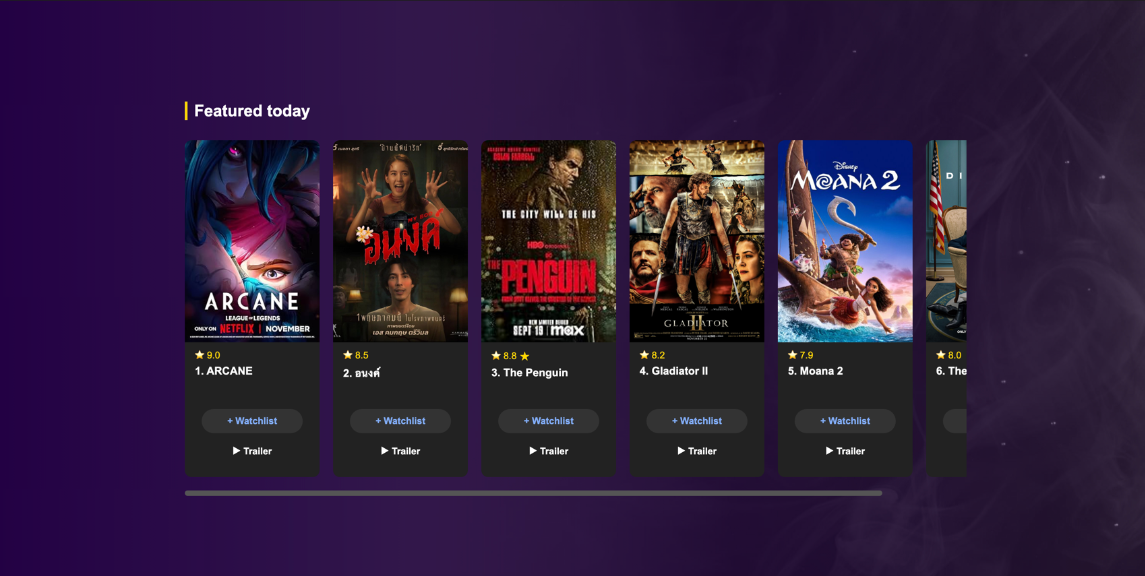 Featured today
ARCANE
LEAGUE OF LEGENDS
ONLY ON NETFLIX | NOVEMBER
อนงค์
COLIN FARRELL
THE CITY WILL BE HIS
HBO ORIGINAL
THE
PENGUIN
NEW LIMITED SERIES
SEPT 19 | max
II
GLADIATOR
Disney
MOANA 2
D I
9.0
1. ARCANE
+ Watchlist
Trailer
8.5
2. อนงค์
+ Watchlist
Trailer
8.8
3. The Penguin
+ Watchlist
Trailer
8.2
4. Gladiator II
+ Watchlist
Trailer
7.9
5. Moana 2
+ Watchlist
Trailer
8.0
6. The